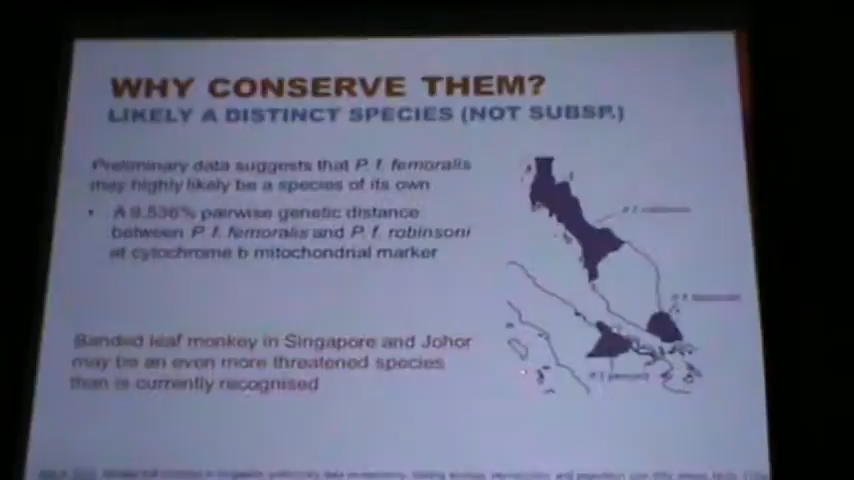 WHY CONSERVE THEM?
LIKELY A DISTINCT SPECIES (NOT SUBSP.)
Preliminary data suggests that P. f. femoralis
may highly likely be a species of its own
• A 9.536% pairwise genetic distance
between P. f. femoralis and P. f. robinsoni
at cytochrome b mitochondrial marker
Banded leaf monkey in Singapore and Johor
may be an even more threatened species
than is currently recognised
P. f.
P. f.
P. f.